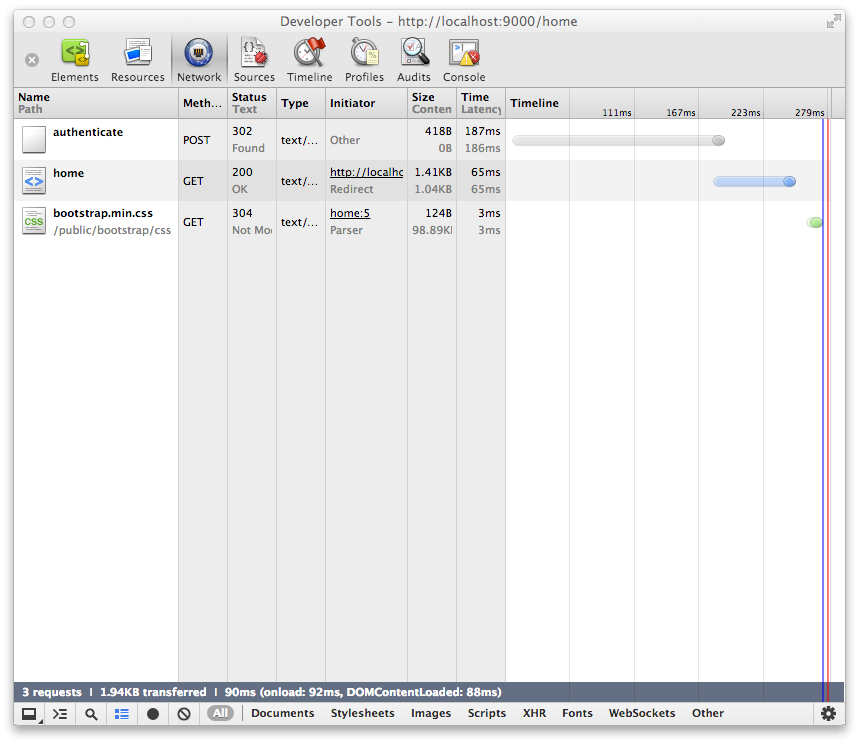 Developer Tools - http://localhost:9000/home
Elements Resources Network Sources Timeline Profiles Audits Console
Name Meth... Status Type Initiator Size Time Timeline
Path Text Conten Latency 111ms 167ms 223ms 279ms
authenticate POST 302 text/... Other 418B 187ms
Found 0B 186ms
home GET 200 text/... http://localhc 1.41KB 65ms
OK Redirect 1.04KB 65ms
bootstrap.min.css GET 304 text/... home:5 124B 3ms
/public/bootstrap/css Not Mo Parser 98.89K 3ms
CSS
3 requests | 1.94KB transferred | 90ms (onload: 92ms, DOMContentLoaded: 88ms)
All Documents Stylesheets Images Scripts XHR Fonts WebSockets Other